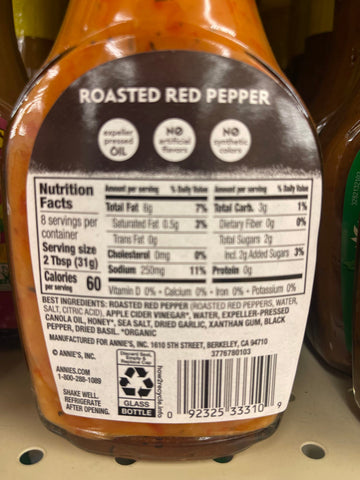 ROASTED RED PEPPER
expeller
pressed
OIL
NO
artificial
flavors
NO
synthetic
colors
Nutrition
Facts
8 servings per
container
Serving size
2 Tbsp (31g)
Calories
per serving 60
Amount per serving % Daily Value
Total Fat 6g 7%
Saturated Fat 0.5g 3%
Trans Fat 0g
Cholesterol 0mg 0%
Sodium 250mg 11%
Amount per serving % Daily Value
Total Carb. 3g 1%
Dietary Fiber 0g 0%
Total Sugars 2g
Incl. 2g Added Sugars 3%
Protein 0g
Vitamin D 0% • Calcium 0% • Iron 0% • Potassium 0%
INGREDIENTS: ROASTED RED PEPPER (ROASTED RED PEPPERS, WATER,
SALT, CITRIC ACID), APPLE CIDER VINEGAR*, WATER, EXPELLER-PRESSED
CANOLA OIL, HONEY*, SEA SALT, DRIED GARLIC, XANTHAN GUM, BLACK
PEPPER, DRIED BASIL. *ORGANIC
MANUFACTURED FOR ANNIE'S, INC. 1610 5TH STREET, BERKELEY, CA 94710
© ANNIE'S, INC.
3776780103
ANNIES.COM
1-800-288-1089
SHAKE WELL.
REFRIGERATE
AFTER OPENING.
Discard Seal,
Empty &
Replace Cap
GLASS
BOTTLE
how2recycle.info
0 92325 33310 9